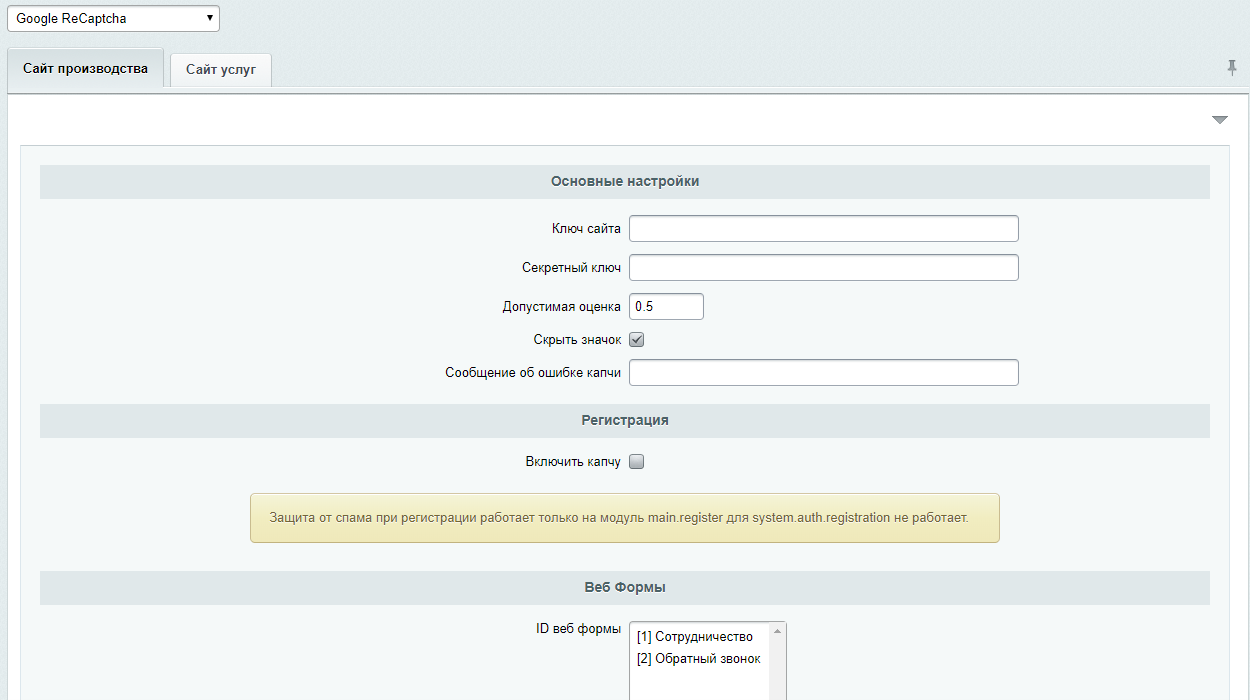 Google ReCaptcha
Сайт производства
Сайт услуг
Основные настройки
Ключ сайта
Секретный ключ
Допустимая оценка 0.5
Скрыть значок
Сообщение об ошибке капчи
Регистрация
Включить капчу
Защита от спама при регистрации работает только на модуль main.register для system.auth.registration не работает.
Веб Формы
ID веб формы
[1] Сотрудничество
[2] Обратный звонок